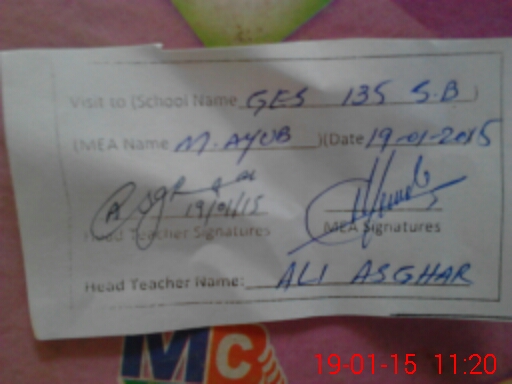 Visit to (School Name GES 135 S.B )
(MEA Name M. AYUB )(Date 19-01-2015
19/01/15
Head Teacher Signatures MEA Signatures
Head Teacher Name: ALI ASGHAR
MC
19-01-15 11:20